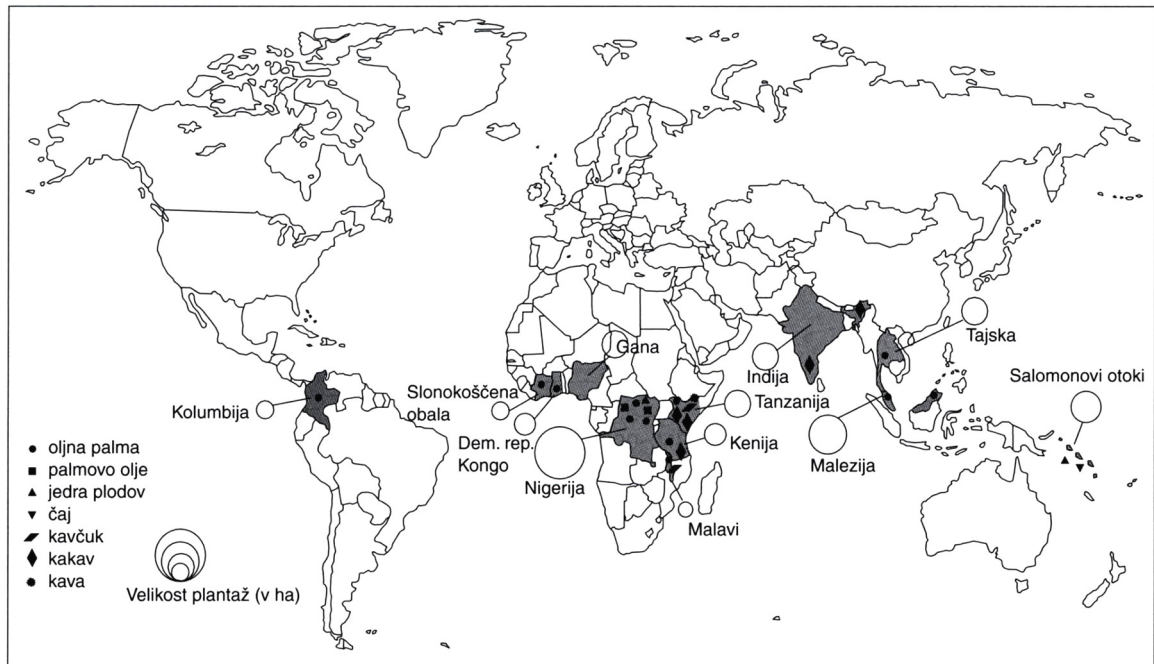 Gana
Tajska
Slonokoščena
obala
Indija
Salomonovi otoki
Kolumbija
Tanzanija
Dem. rep.
Kongo
Kenija
Nigerija
Malezija
Malavi
oljna palma
palmovo olje
jedra plodov
čaj
kavčuk
kakav
kava
Velikost plantaž (v ha)